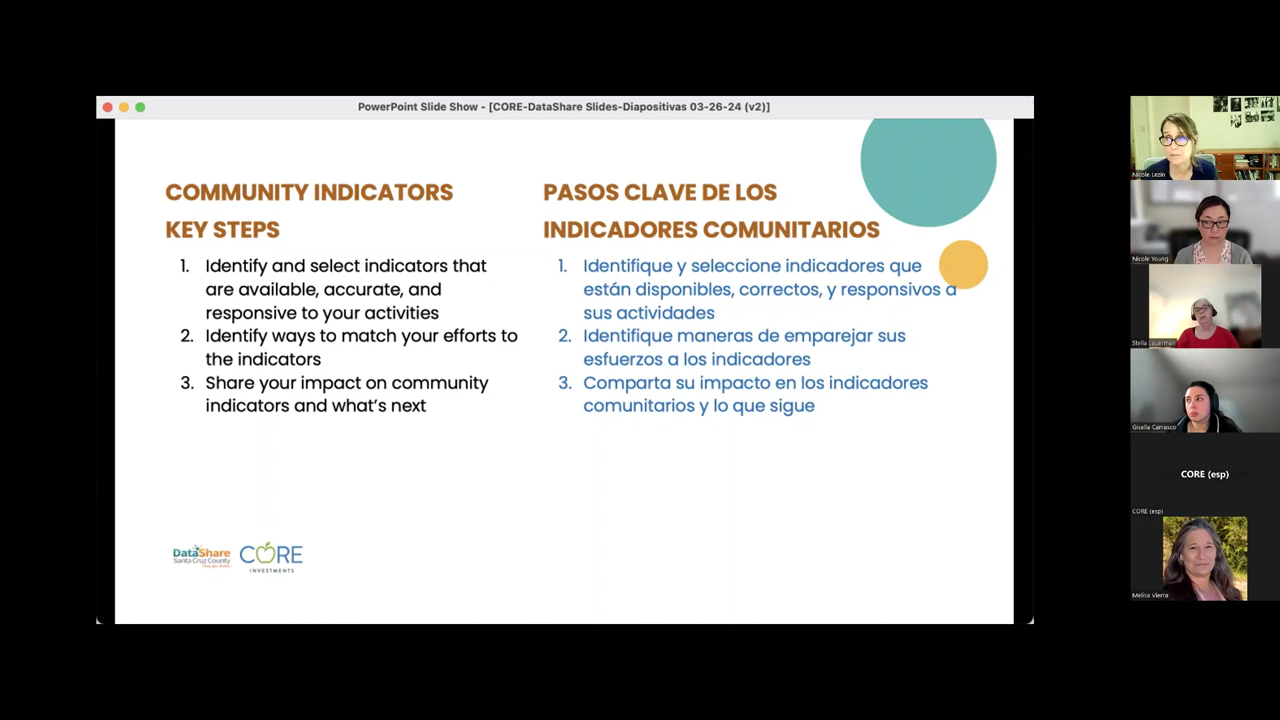 PowerPoint Slide Show - [CORE-DataShare Slides-Diapositivas 03-26-24 (v2)]
COMMUNITY INDICATORS
KEY STEPS
1. Identify and select indicators that
are available, accurate, and
responsive to your activities
2. Identify ways to match your efforts to
the indicators
3. Share your impact on community
indicators and what's next
PASOS CLAVE DE LOS
INDICADORES COMUNITARIOS
1. Identifique y seleccione indicadores que
están disponibles, correctos, y responsivos a
sus actividades
2. Identifique maneras de emparejar sus
esfuerzos a los indicadores
3. Comparta su impacto en los indicadores
comunitarios y lo que sigue
DataShare
Santa Cruz County
CORE
INVESTMENTS
Nicole Lezin
Nicole Young
Stella Lauerman
Gisella Carrasco
CORE (esp)
CORE (esp)
Melisa Vierra